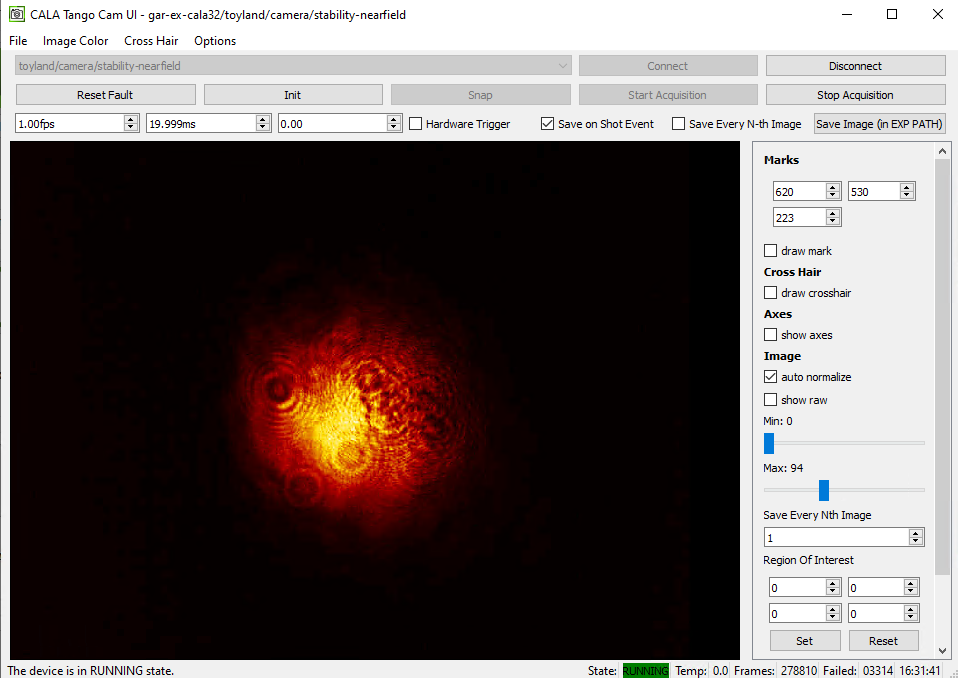 CALA Tango Cam UI - gar-ex-cala32/toyland/camera/stability-nearfield
File Image Color Cross Hair Options
toyland/camera/stability-nearfield Connect Disconnect
Reset Fault Init Snap Start Acquisition Stop Acquisition
1.00fps 19.999ms 0.00 Hardware Trigger Save on Shot Event Save Every N-th Image Save Image (in EXP PATH)
Marks
620 530
223
draw mark
Cross Hair
draw crosshair
Axes
show axes
Image
auto normalize
show raw
Min: 0
Max: 94
Save Every Nth Image
1
Region Of Interest
0 0
0 0
Set Reset
The device is in RUNNING state. State: RUNNING Temp: 0.0 Frames: 278810 Failed: 03314 16:31:41